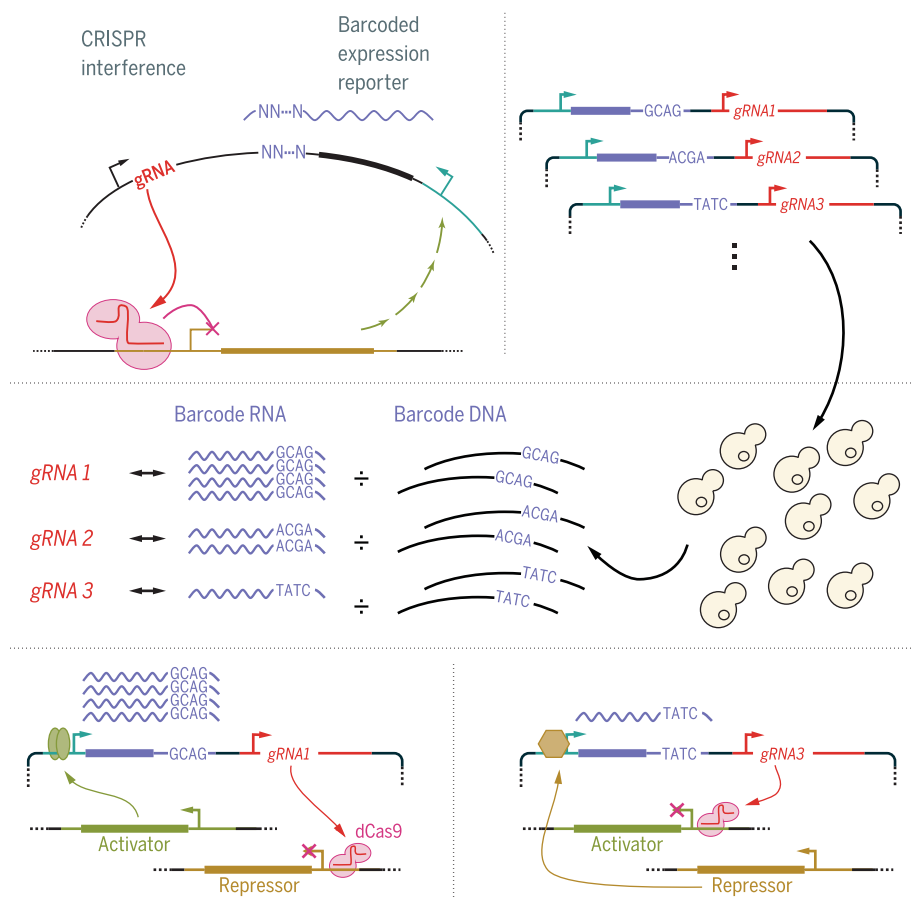 CRISPR
interference
Barcoded
expression
reporter
NN···N
NN···N
gRNA
GCAG gRNA1
ACGA gRNA2
TATC gRNA3
Barcode RNA Barcode DNA
gRNA 1
GCAG
GCAG
GCAG
GCAG
÷
GCAG
GCAG
gRNA 2
ACGA
ACGA
÷
ACGA
ACGA
gRNA 3
TATC
÷
TATC
TATC
GCAG
GCAG
GCAG
GCAG
GCAG gRNA1
Activator
dCas9
Repressor
TATC
TATC gRNA3
Activator
Repressor